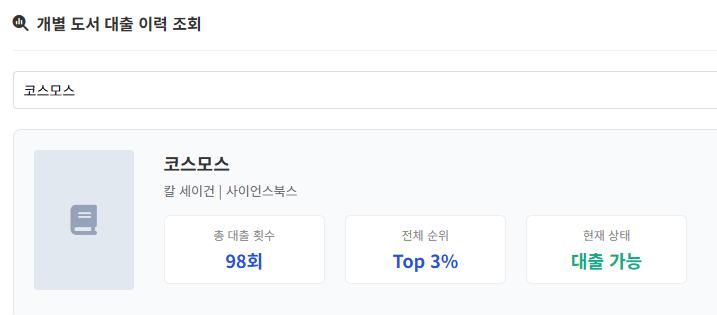 개별 도서 대출 이력 조회
코스모스
코스모스
칼 세이건 | 사이언스북스
총 대출 횟수
98회
전체 순위
Top 3%
현재 상태
대출 가능